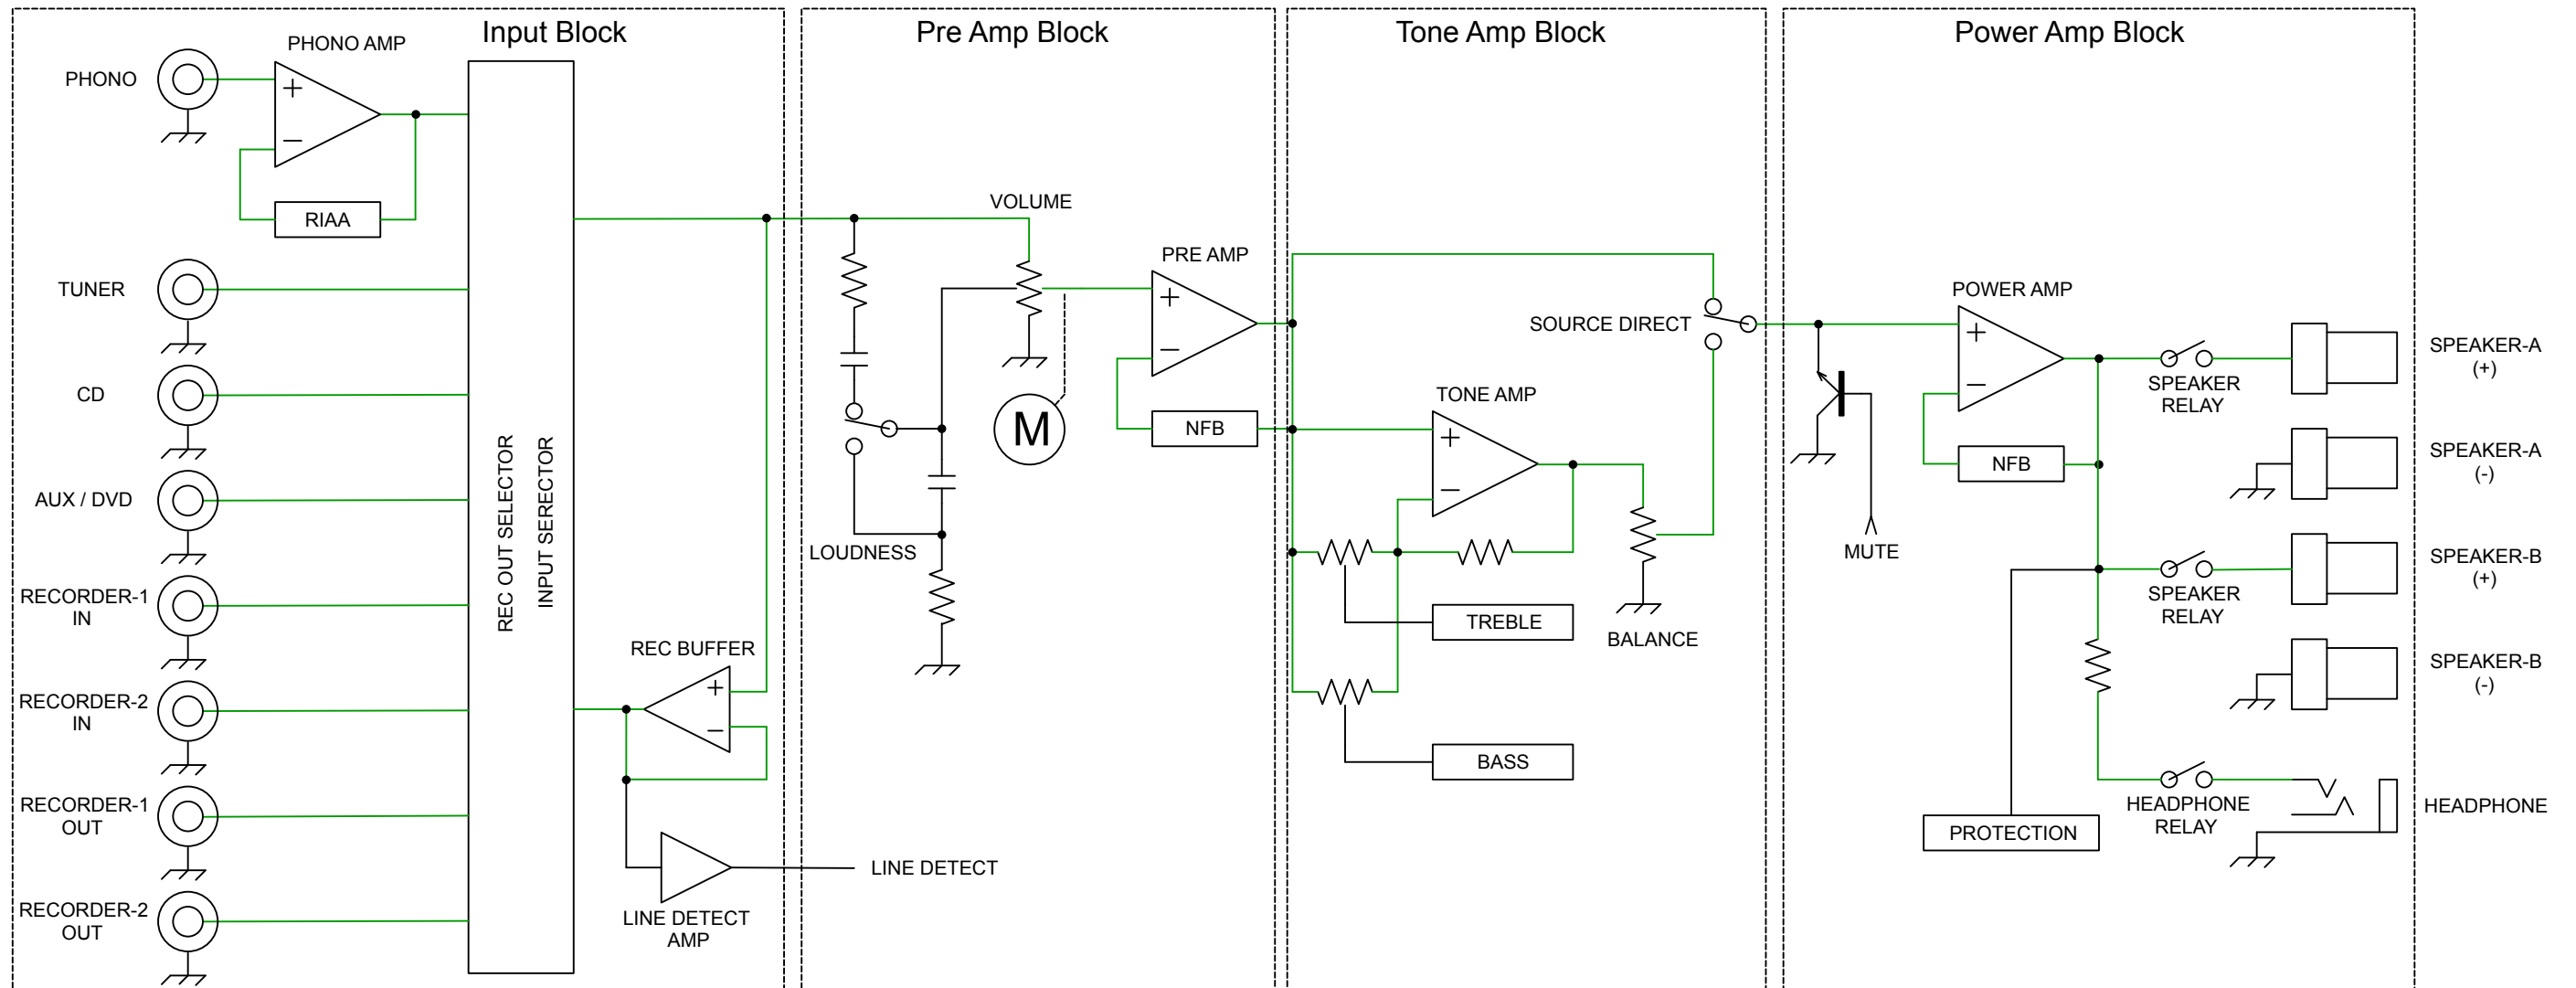 Input Block
Pre Amp Block
Tone Amp Block
Power Amp Block
PHONO AMP
PHONO
+
−
RIAA
TUNER
CD
AUX / DVD
RECORDER-1
IN
RECORDER-2
IN
RECORDER-1
OUT
RECORDER-2
OUT
REC OUT SELECTOR
INPUT SERECTOR
REC BUFFER
+
−
LINE DETECT
AMP
LINE DETECT
VOLUME
LOUDNESS
M
PRE AMP
+
−
NFB
SOURCE DIRECT
TONE AMP
+
−
TREBLE
BASS
BALANCE
MUTE
POWER AMP
+
−
NFB
PROTECTION
SPEAKER
RELAY
SPEAKER
RELAY
HEADPHONE
RELAY
SPEAKER-A
(+)
SPEAKER-A
(-)
SPEAKER-B
(+)
SPEAKER-B
(-)
HEADPHONE